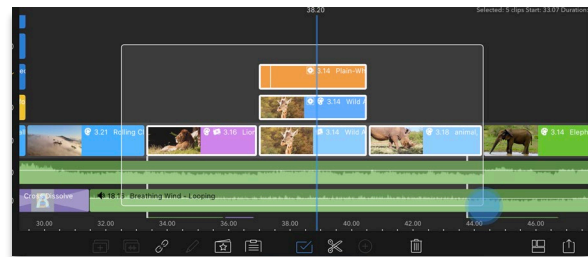 38.20
Selected: 5 clips Start: 33.07 Duration:
3.14 Plain-Wh
3.14 Wild A
3.21 Rolling Cl
3.16 Lion
3.14 Wild A
3.18 animal,
3.14 Eleph
Cross Dissolve
18.13 Breathing Wind - Looping
30.00 32.00 34.00 36.00 38.00 40.00 42.00 44.00 46.00